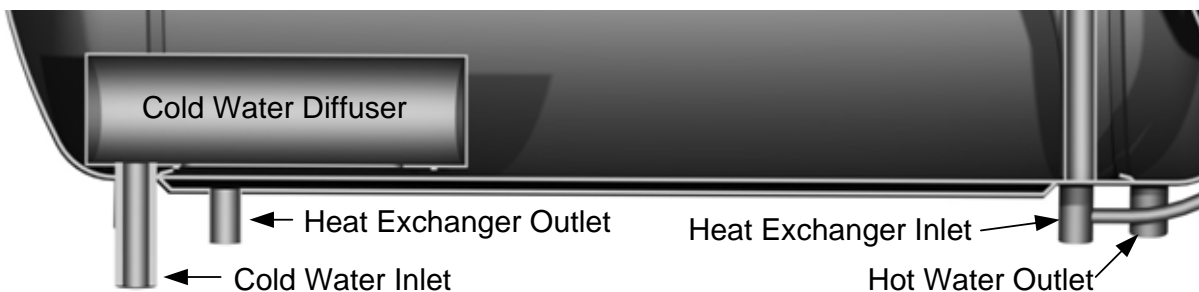 Cold Water Diffuser
Heat Exchanger Outlet
Heat Exchanger Inlet
Cold Water Inlet
Hot Water Outlet